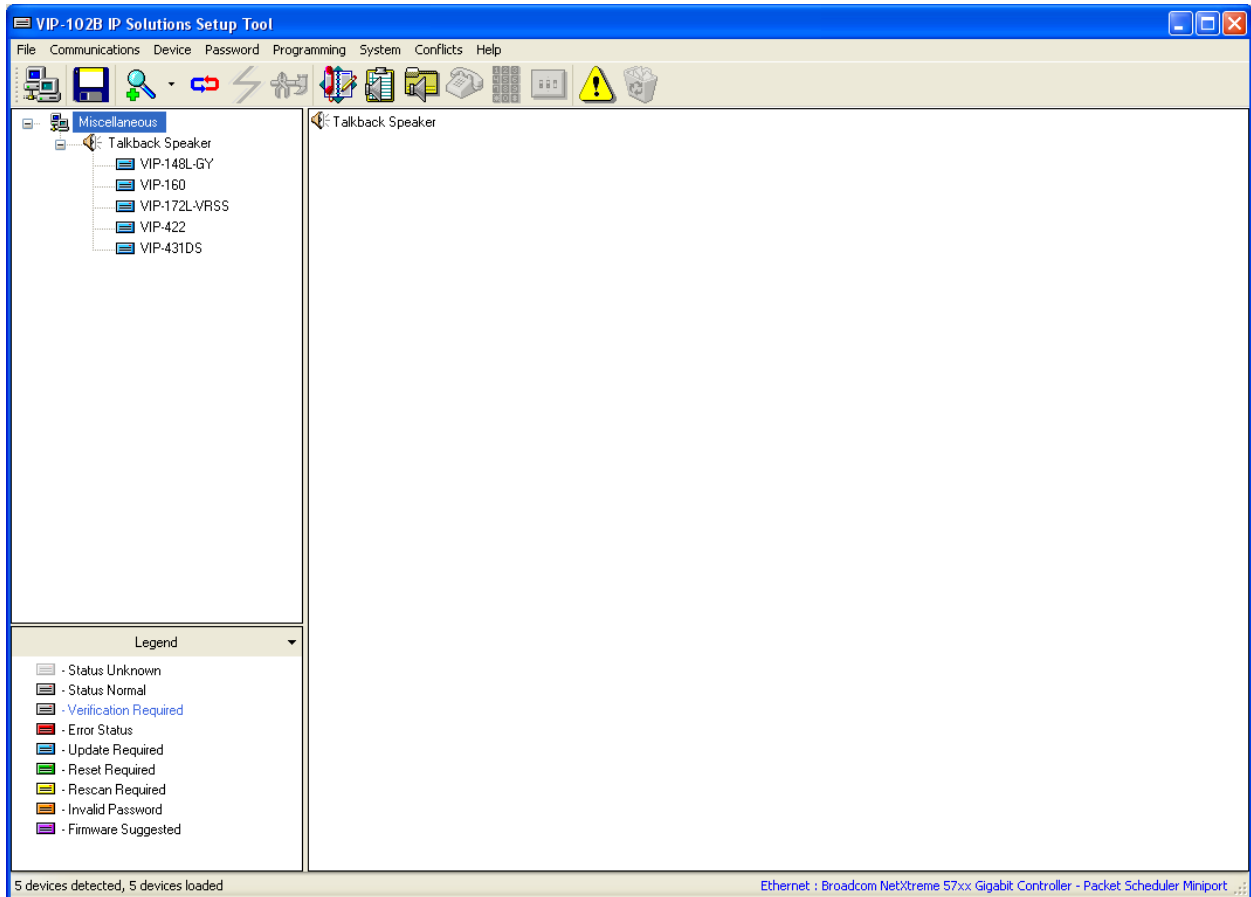 VIP-102B IP Solutions Setup Tool
File Communications Device Password Programming System Conflicts Help
Miscellaneous
Talkback Speaker
VIP-148L-GY
VIP-160
VIP-172L-VRSS
VIP-422
VIP-431DS
Talkback Speaker
Legend
- Status Unknown
- Status Normal
- Verification Required
- Error Status
- Update Required
- Reset Required
- Rescan Required
- Invalid Password
- Firmware Suggested
5 devices detected, 5 devices loaded
Ethernet : Broadcom NetXtreme 57xx Gigabit Controller - Packet Scheduler Miniport